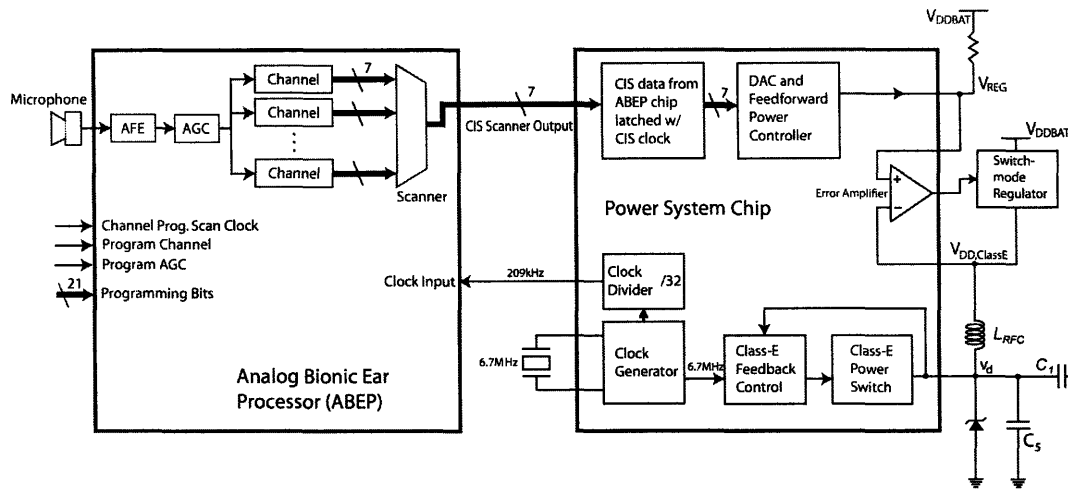 Microphone
AFE
AGC
Channel
7
Channel
Channel
7
Scanner
Channel Prog. Scan Clock
Program Channel
Program AGC
21
Programming Bits
Clock Input
Analog Bionic Ear
Processor (ABEP)
7
CIS Scanner Output
209kHz
6.7MHz
CIS data from
ABEP chip
latched w/
CIS clock
7
DAC and
Feedforward
Power
Controller
Power System Chip
Clock
Divider
/32
Clock
Generator
6.7MHz
Class-E
Feedback
Control
Class-E
Power
Switch
VDDBAT
VREG
VDDBAT
Error Amplifier
+
−
Switch-
mode
Regulator
VDD,ClassE
LRFC
vd
C1
C5